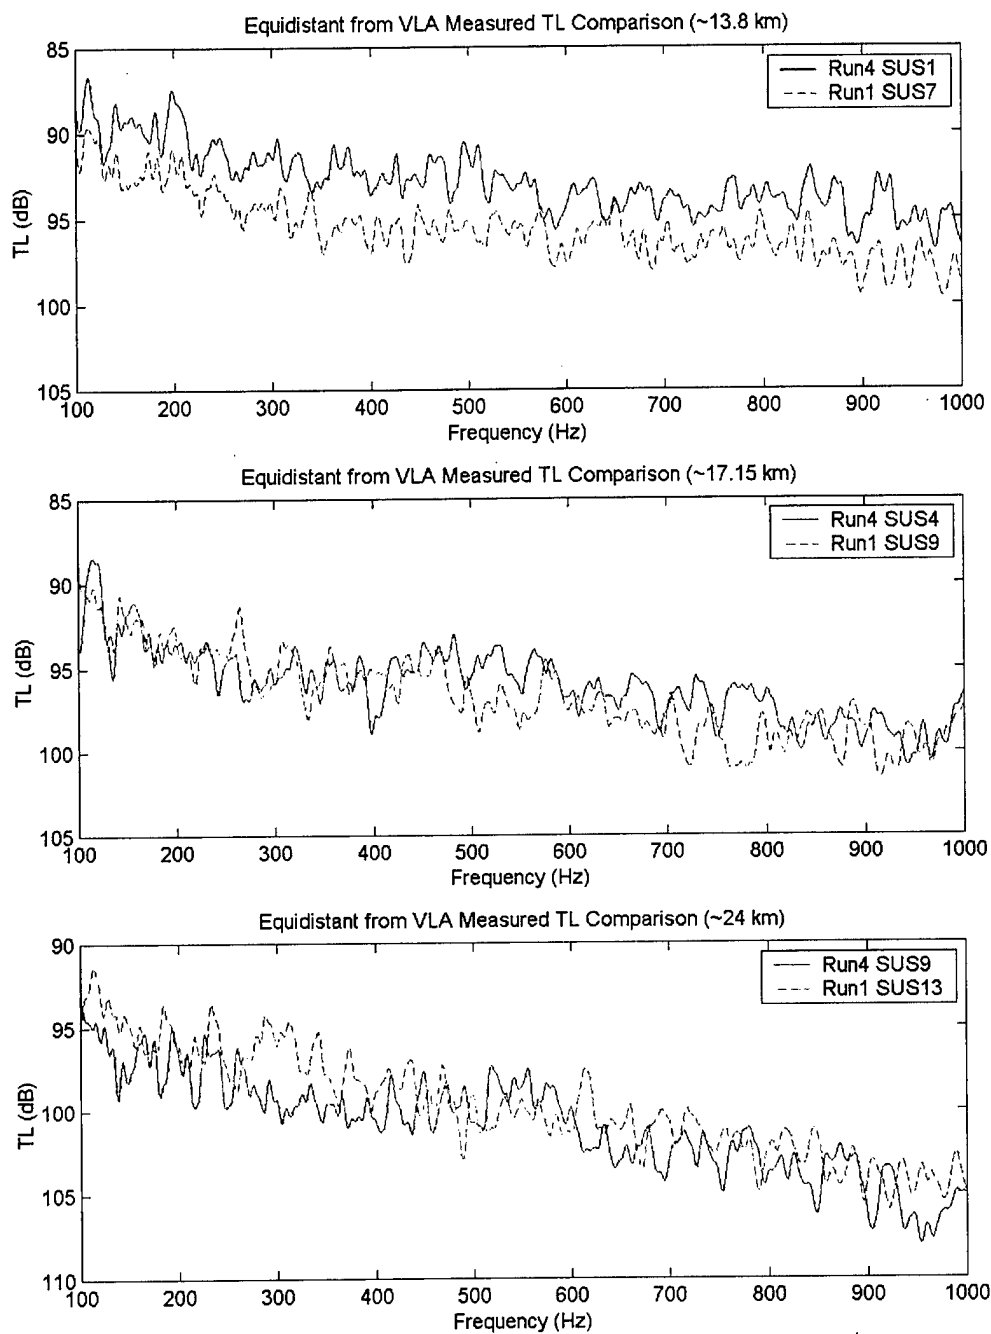 Equidistant from VLA Measured TL Comparison (~13.8 km)
85
90
95
100
105
TL (dB)
Run4 SUS1
Run1 SUS7
100 200 300 400 500 600 700 800 900 1000
Frequency (Hz)
Equidistant from VLA Measured TL Comparison (~17.15 km)
85
90
95
100
105
TL (dB)
Run4 SUS4
Run1 SUS9
100 200 300 400 500 600 700 800 900 1000
Frequency (Hz)
Equidistant from VLA Measured TL Comparison (~24 km)
90
95
100
105
110
TL (dB)
Run4 SUS9
Run1 SUS13
100 200 300 400 500 600 700 800 900 1000
Frequency (Hz)